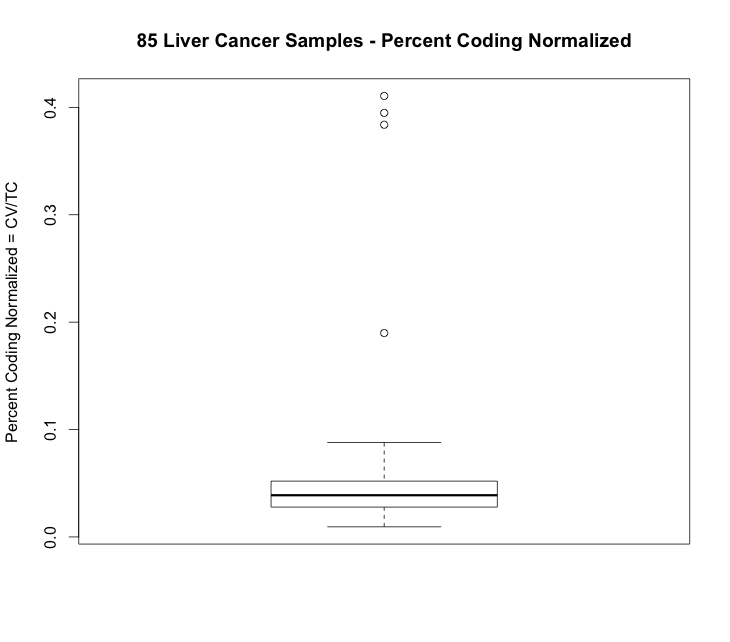 85 Liver Cancer Samples - Percent Coding Normalized
Percent Coding Normalized = CV/TC
0.4
0.3
0.2
0.1
0.0